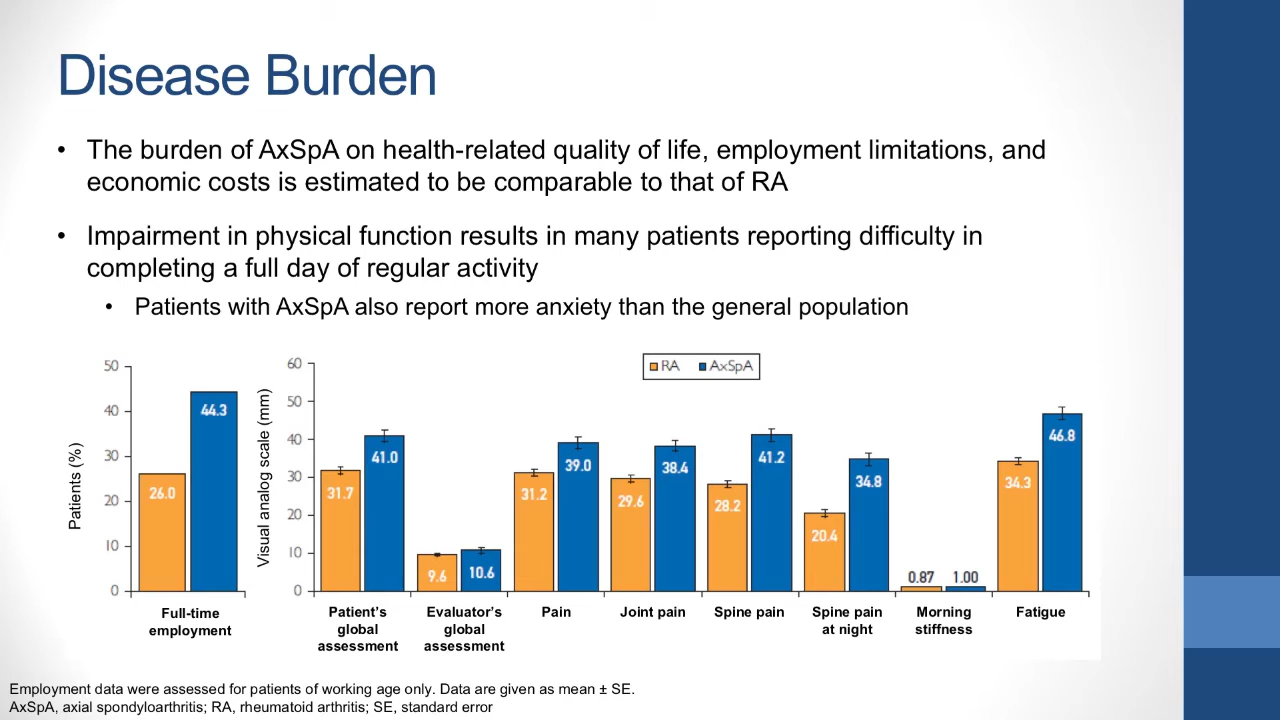 Disease Burden
• The burden of AxSpA on health-related quality of life, employment limitations, and
economic costs is estimated to be comparable to that of RA
• Impairment in physical function results in many patients reporting difficulty in
completing a full day of regular activity
• Patients with AxSpA also report more anxiety than the general population
Patients (%)
50
40
30
20
10
0
26.0
44.3
Full-time
employment
Visual analog scale (mm)
60
50
40
30
20
10
0
RA AxSpA
31.7
41.0
9.6
10.6
31.2
39.0
29.6
38.4
28.2
41.2
20.4
34.8
0.87
1.00
34.3
46.8
Patient's
global
assessment
Evaluator's
global
assessment
Pain
Joint pain
Spine pain
Spine pain
at night
Morning
stiffness
Fatigue
Employment data were assessed for patients of working age only. Data are given as mean ± SE.
AxSpA, axial spondyloarthritis; RA, rheumatoid arthritis; SE, standard error